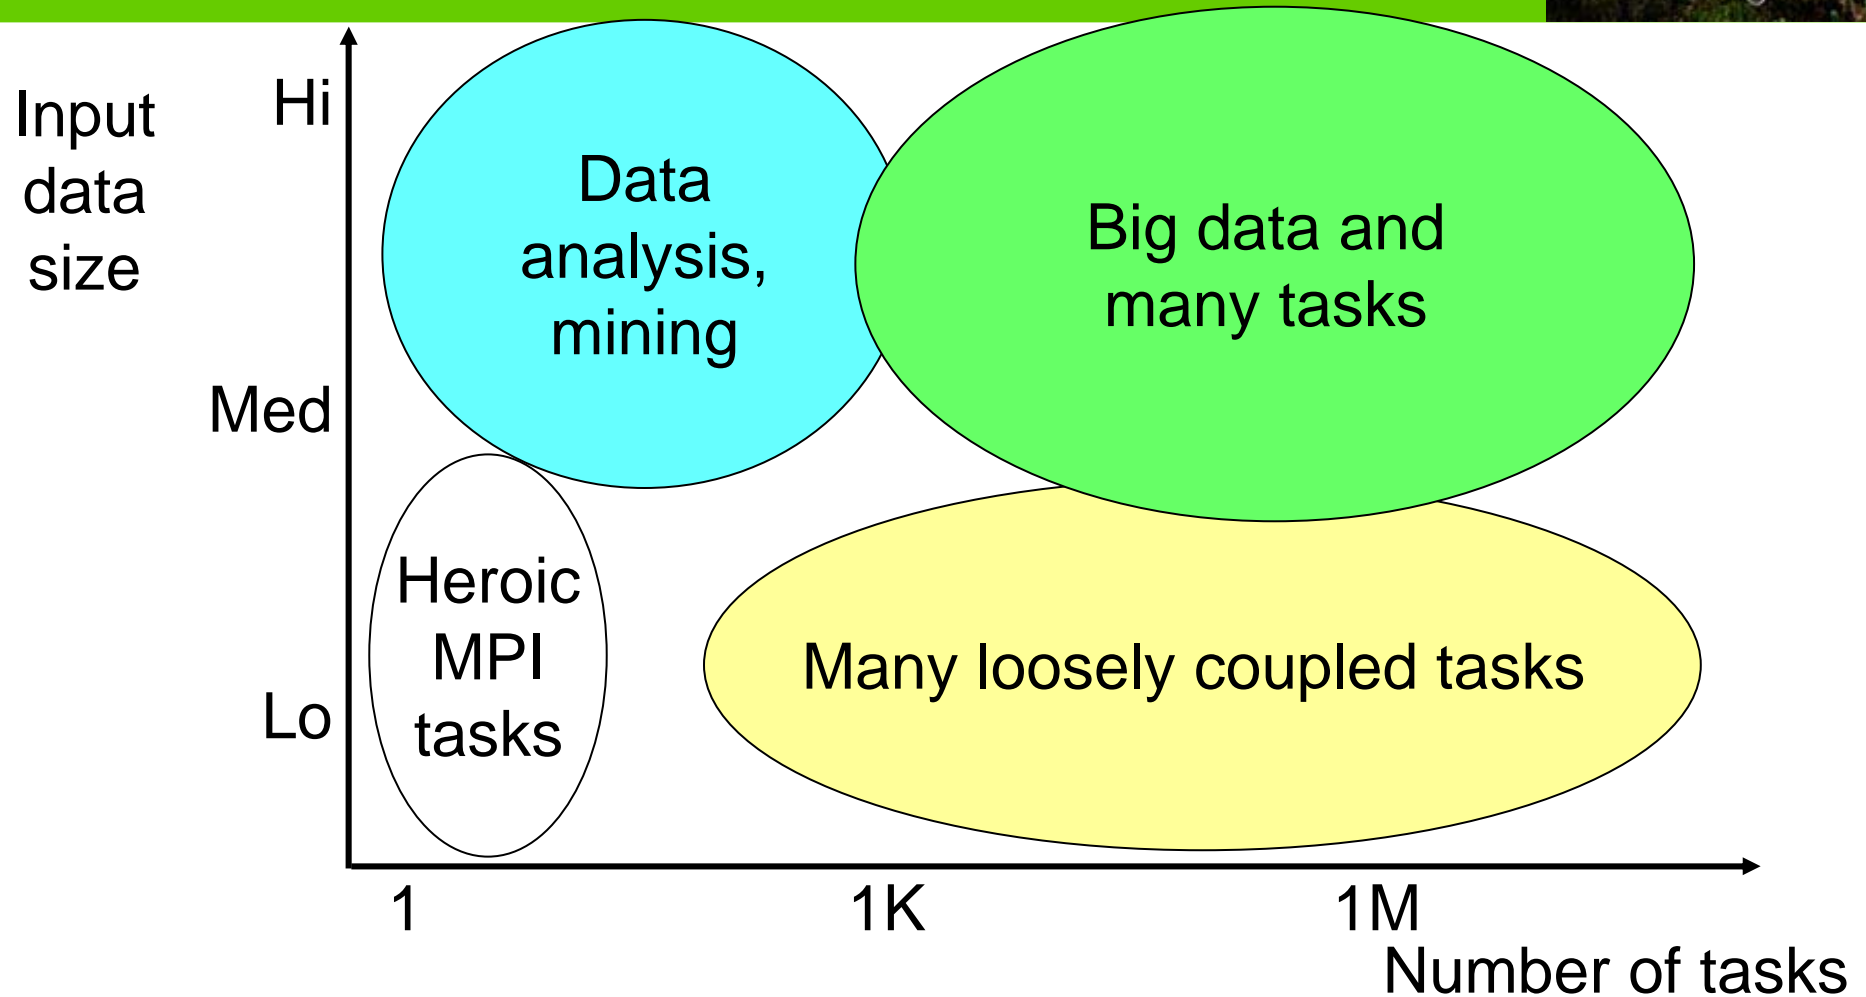 Input
data
size
Hi
Med
Lo
Data
analysis,
mining
Big data and
many tasks
Heroic
MPI
tasks
Many loosely coupled tasks
1
1K
1M
Number of tasks